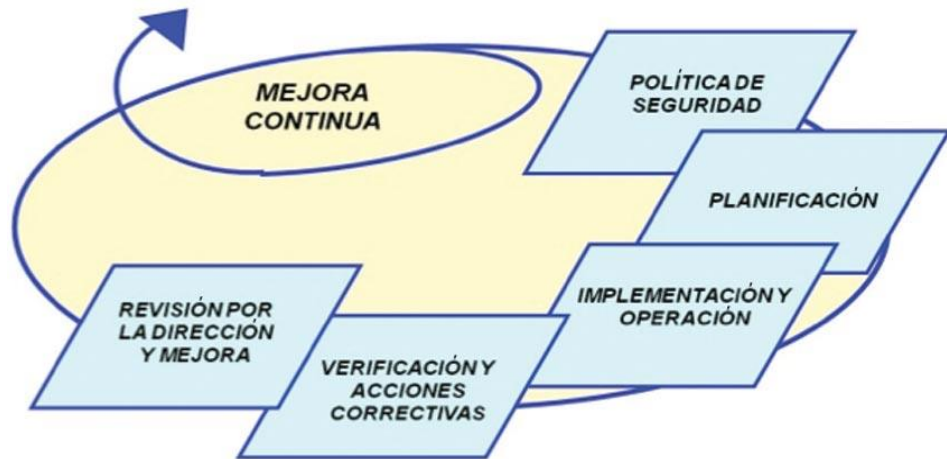 MEJORA
CONTINUA
POLÍTICA DE
SEGURIDAD
PLANIFICACIÓN
IMPLEMENTACIÓN Y
OPERACIÓN
VERIFICACIÓN Y
ACCIONES
CORRECTIVAS
REVISIÓN POR
LA DIRECCIÓN
Y MEJORA